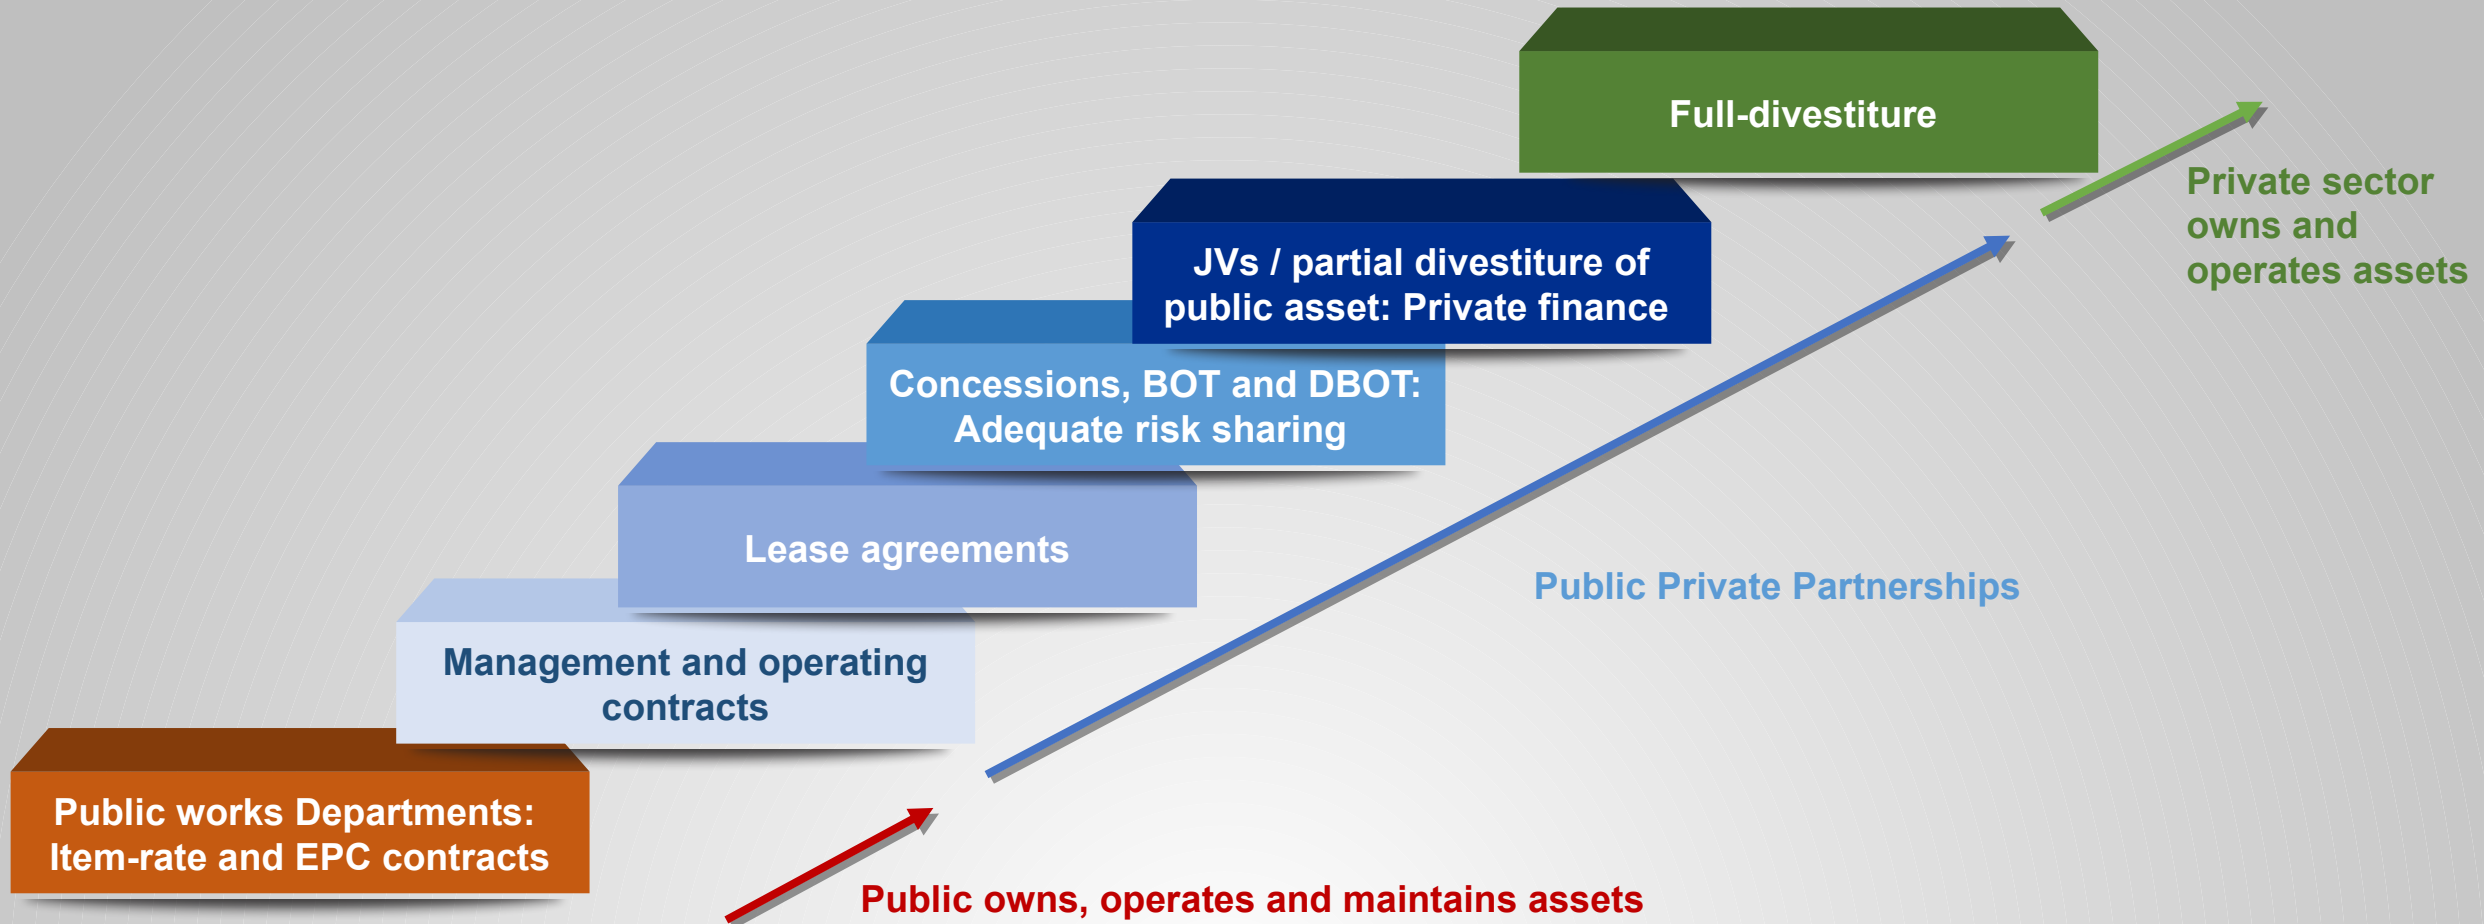 Full-divestiture
Private sector
owns and
operates assets
JVs / partial divestiture of
public asset: Private finance
Concessions, BOT and DBOT:
Adequate risk sharing
Lease agreements
Public Private Partnerships
Management and operating
contracts
Public works Departments:
Item-rate and EPC contracts
Public owns, operates and maintains assets